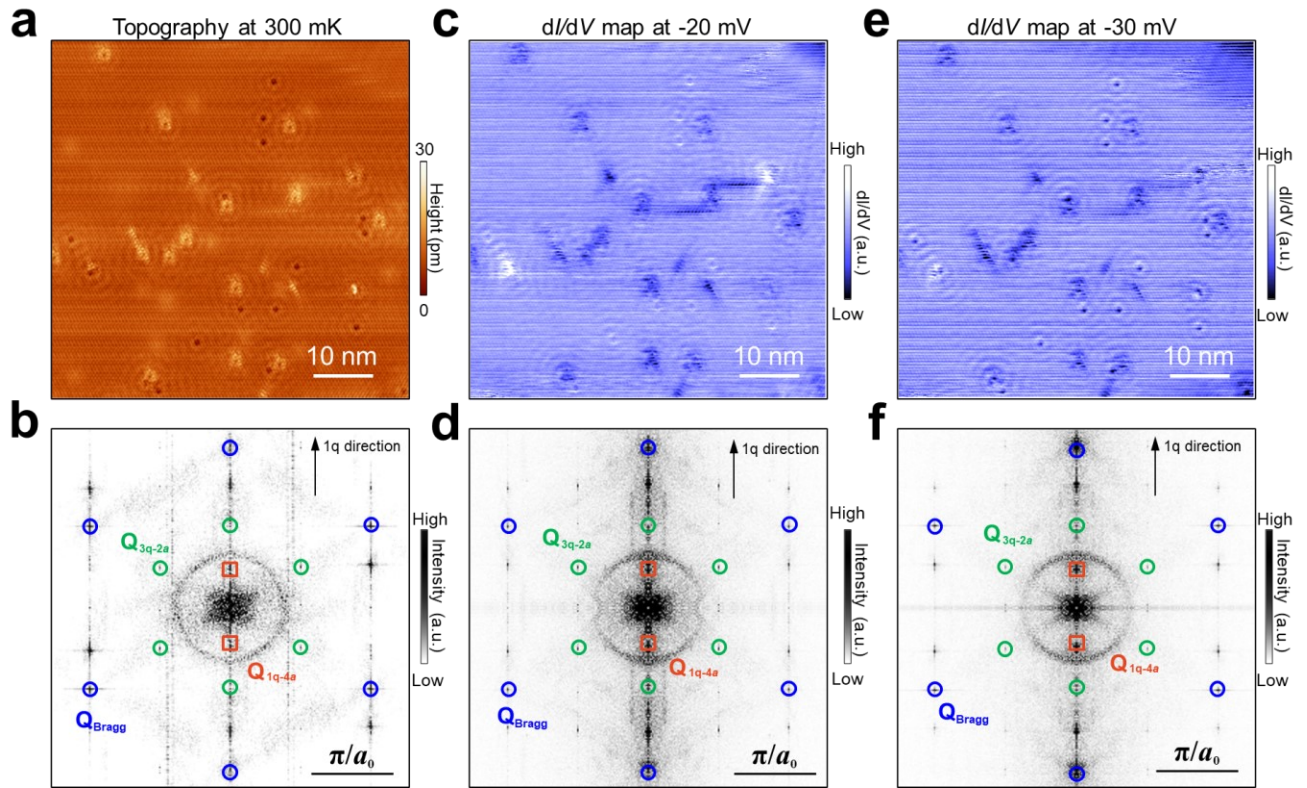 a
Topography at 300 mK
30
Height (pm)
0
10 nm
c
dI/dV map at -20 mV
High
dI/dV (a.u.)
Low
10 nm
e
dI/dV map at -30 mV
High
dI/dV (a.u.)
Low
10 nm
b
1q direction
Q3q-2a
Q1q-4a
QBragg
High
Intensity (a.u.)
Low
π/a0
d
1q direction
Q3q-2a
Q1q-4a
QBragg
High
Intensity (a.u.)
Low
π/a0
f
1q direction
Q3q-2a
Q1q-4a
QBragg
High
Intensity (a.u.)
Low
π/a0